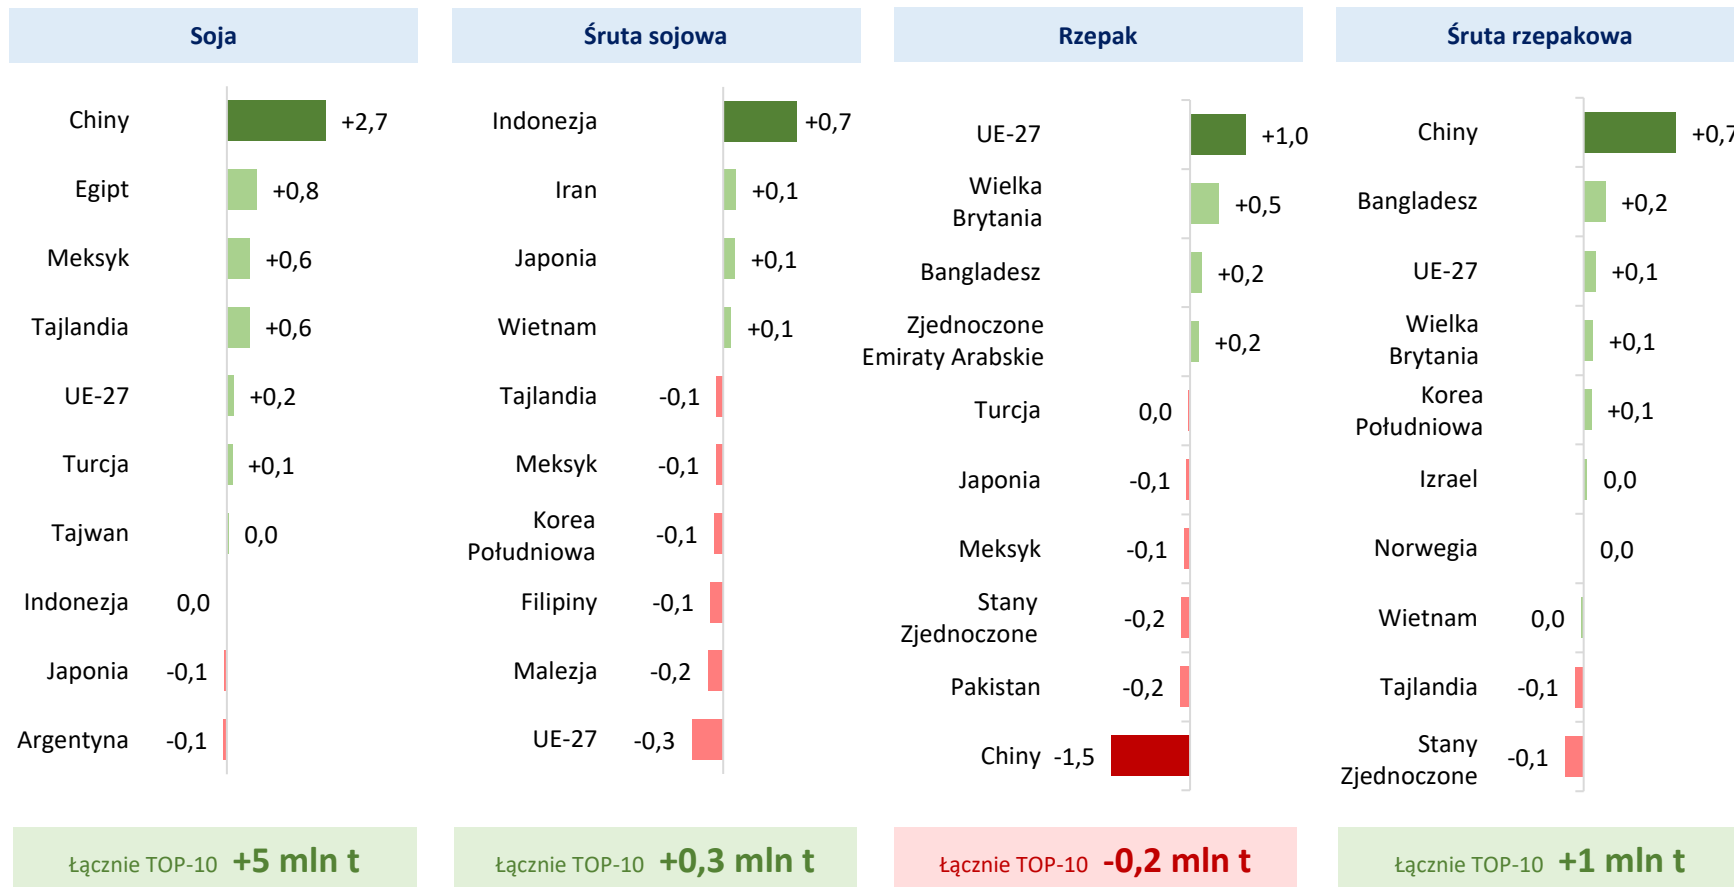 Soja
Chiny +2,7
Egipt +0,8
Meksyk +0,6
Tajlandia +0,6
UE-27 +0,2
Turcja +0,1
Tajwan 0,0
Indonezja 0,0
Japonia -0,1
Argentyna -0,1
Łącznie TOP-10 +5 mln t
Śruta sojowa
Indonezja +0,7
Iran +0,1
Japonia +0,1
Wietnam +0,1
Tajlandia -0,1
Meksyk -0,1
Korea
Południowa -0,1
Filipiny -0,1
Malezja -0,2
UE-27 -0,3
Łącznie TOP-10 +0,3 mln t
Rzepak
UE-27 +1,0
Wielka
Brytania +0,5
Bangladesz +0,2
Zjednoczone
Emiraty Arabskie +0,2
Turcja 0,0
Japonia -0,1
Meksyk -0,1
Stany
Zjednoczone -0,2
Pakistan -0,2
Chiny -1,5
Łącznie TOP-10 -0,2 mln t
Śruta rzepakowa
Chiny +0,7
Bangladesz +0,2
UE-27 +0,1
Wielka
Brytania +0,1
Korea
Południowa +0,1
Izrael 0,0
Norwegia 0,0
Wietnam 0,0
Tajlandia -0,1
Stany
Zjednoczone -0,1
Łącznie TOP-10 +1 mln t